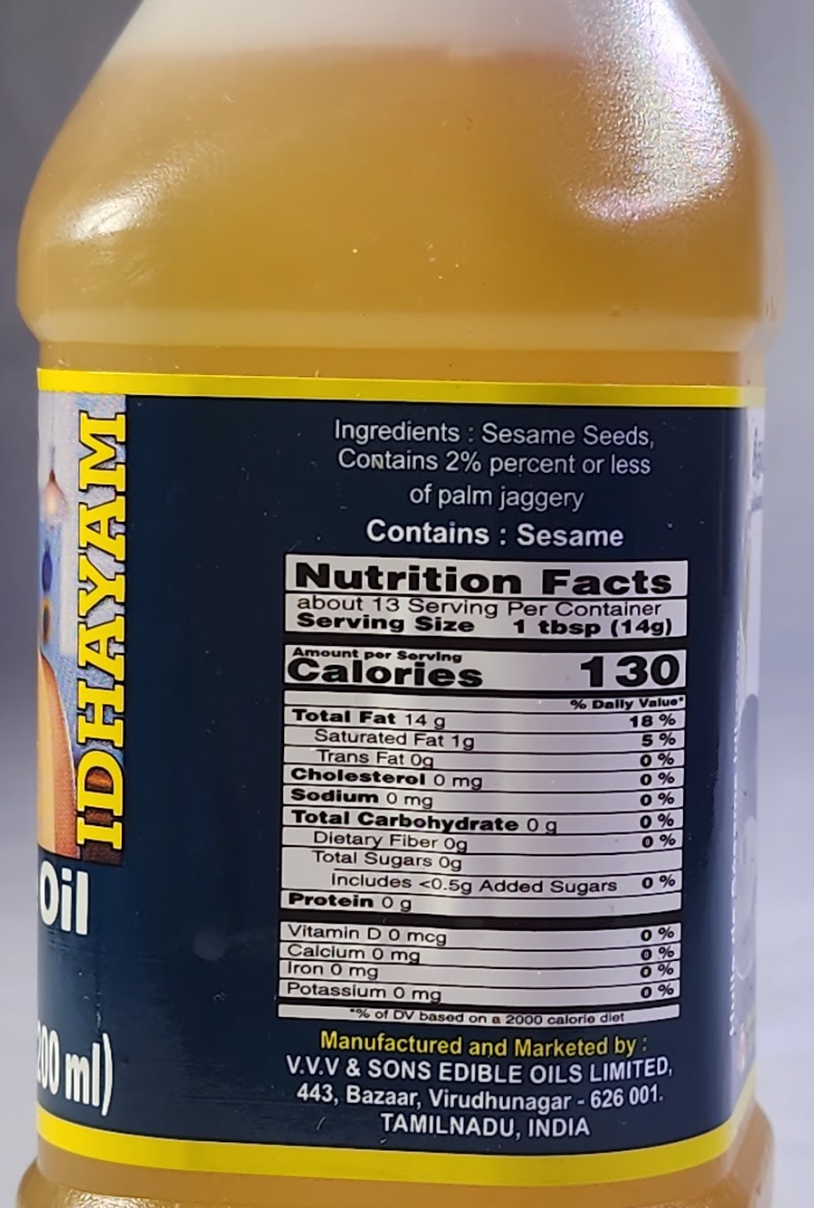 IDHAYAM
Oil
00 ml)
Ingredients : Sesame Seeds,
Contains 2% percent or less
of palm jaggery
Contains : Sesame
Nutrition Facts
about 13 Serving Per Container
Serving Size 1 tbsp (14g)
Amount per Serving
Calories 130
% Daily Value*
Total Fat 14 g 18 %
Saturated Fat 1g 5 %
Trans Fat 0g 0 %
Cholesterol 0 mg 0 %
Sodium 0 mg 0 %
Total Carbohydrate 0 g 0 %
Dietary Fiber 0g 0 %
Total Sugars 0g
Includes <0.5g Added Sugars 0 %
Protein 0 g
Vitamin D 0 mcg 0 %
Calcium 0 mg 0 %
Iron 0 mg 0 %
Potassium 0 mg 0 %
*% of DV based on a 2000 calorie diet
Manufactured and Marketed by :
V.V.V & SONS EDIBLE OILS LIMITED,
443, Bazaar, Virudhunagar - 626 001.
TAMILNADU, INDIA